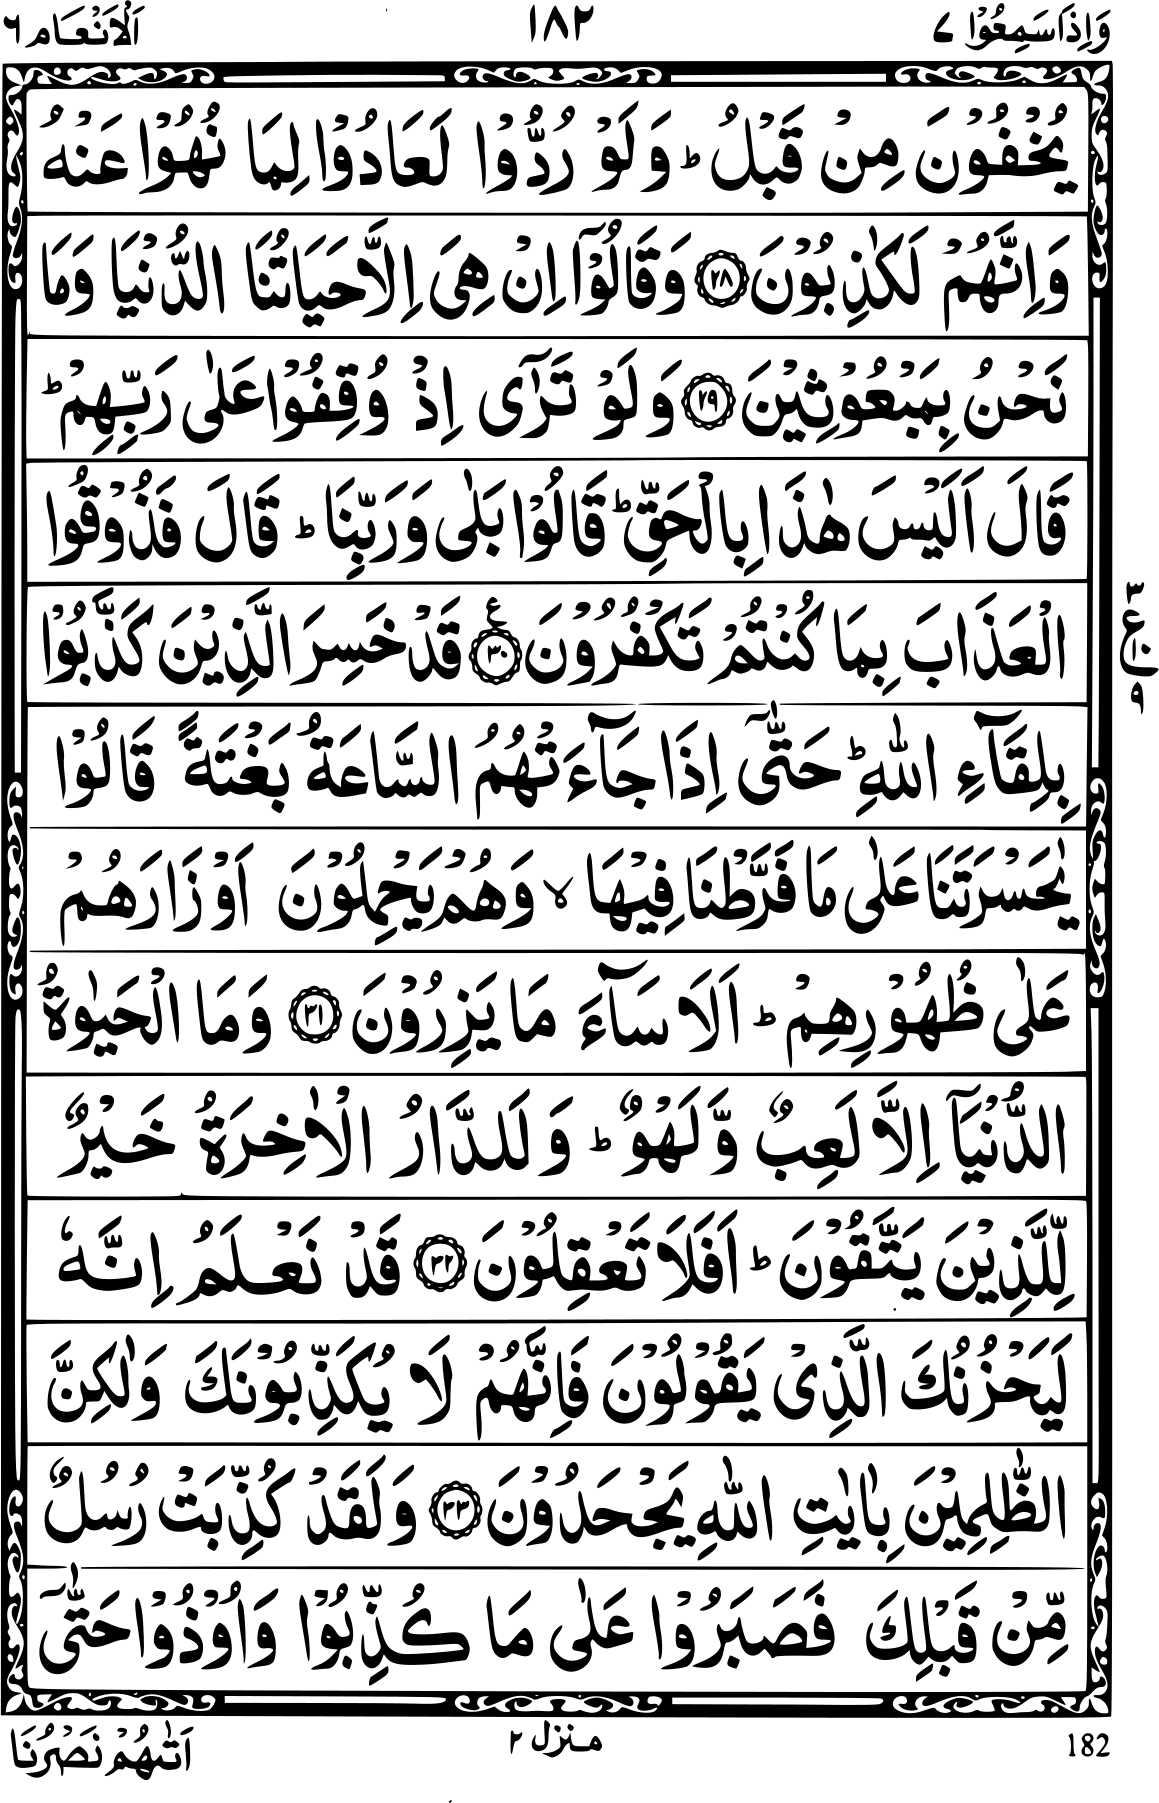 وَاِذَا سَمِعُوْا ٧ ١٨٢ اَلْاَنْعَام ٦
يُخْفُوْنَ مِنْ قَبْلُ ؕ وَلَوْ رُدُّوْا لَعَادُوْا لِمَا نُهُوْا عَنْهُ
وَاِنَّهُمْ لَكٰذِبُوْنَ ۝٢٨ وَقَالُوْۤا اِنْ هِىَ اِلَّا حَيَاتُنَا الدُّنْيَا وَمَا
نَحْنُ بِمَبْعُوْثِيْنَ ۝٢٩ وَلَوْ تَرٰۤى اِذْ وُقِفُوْا عَلٰى رَبِّهِمْ ؕ
قَالَ اَلَيْسَ هٰذَا بِالْحَقِّ ؕ قَالُوْا بَلٰى وَرَبِّنَا ؕ قَالَ فَذُوْقُوا
الْعَذَابَ بِمَا كُنْتُمْ تَكْفُرُوْنَ ۝٣٠ ع قَدْ خَسِرَ الَّذِيْنَ كَذَّبُوْا
٣
ع
١٠
٩
بِلِقَآءِ اللّٰهِ ؕ حَتّٰۤى اِذَا جَآءَتْهُمُ السَّاعَةُ بَغْتَةً قَالُوْا
يٰحَسْرَتَنَا عَلٰى مَا فَرَّطْنَا فِيْهَا ۙ وَهُمْ يَحْمِلُوْنَ اَوْزَارَهُمْ
عَلٰى ظُهُوْرِهِمْ ؕ اَلَا سَآءَ مَا يَزِرُوْنَ ۝٣١ وَمَا الْحَيٰوةُ
الدُّنْيَاۤ اِلَّا لَعِبٌ وَّلَهْوٌ ؕ وَلَلدَّارُ الْاٰخِرَةُ خَيْرٌ
لِّلَّذِيْنَ يَتَّقُوْنَ ؕ اَفَلَا تَعْقِلُوْنَ ۝٣٢ قَدْ نَعْلَمُ اِنَّهٗ
لَيَحْزُنُكَ الَّذِىْ يَقُوْلُوْنَ فَاِنَّهُمْ لَا يُكَذِّبُوْنَكَ وَلٰكِنَّ
الظّٰلِمِيْنَ بِاٰيٰتِ اللّٰهِ يَجْحَدُوْنَ ۝٣٣ وَلَقَدْ كُذِّبَتْ رُسُلٌ
مِّنْ قَبْلِكَ فَصَبَرُوْا عَلٰى مَا كُذِّبُوْا وَاُوْذُوْا حَتّٰۤى
182 منزل ٢ اَتٰىهُمْ نَصْرُنَا